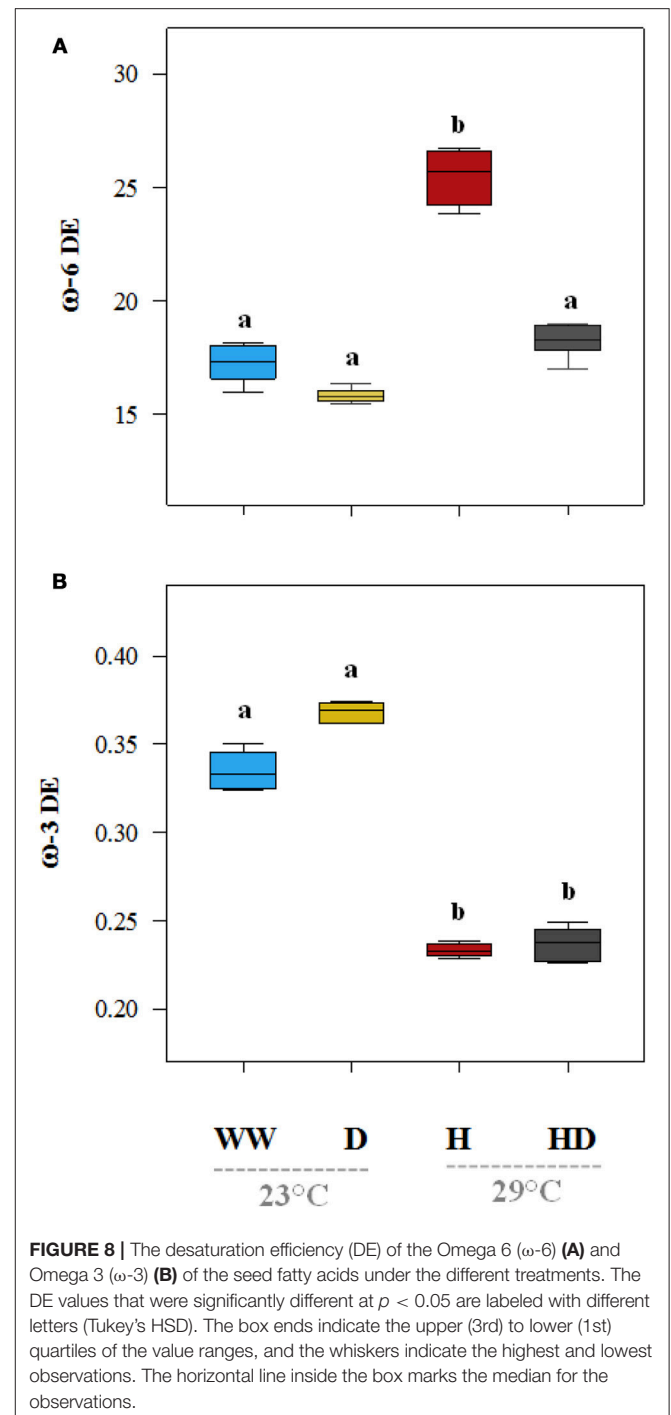 A
30
b
25
ω-6 DE
20
a
a
a
15
B
0.40
a
a
0.35
ω-3 DE
0.30
0.25
b
b
0.20
WW D H HD
23°C 29°C
FIGURE 8 | The desaturation efficiency (DE) of the Omega 6 (ω-6) (A) and
Omega 3 (ω-3) (B) of the seed fatty acids under the different treatments. The
DE values that were significantly different at p < 0.05 are labeled with different
letters (Tukey's HSD). The box ends indicate the upper (3rd) to lower (1st)
quartiles of the value ranges, and the whiskers indicate the highest and lowest
observations. The horizontal line inside the box marks the median for the
observations.